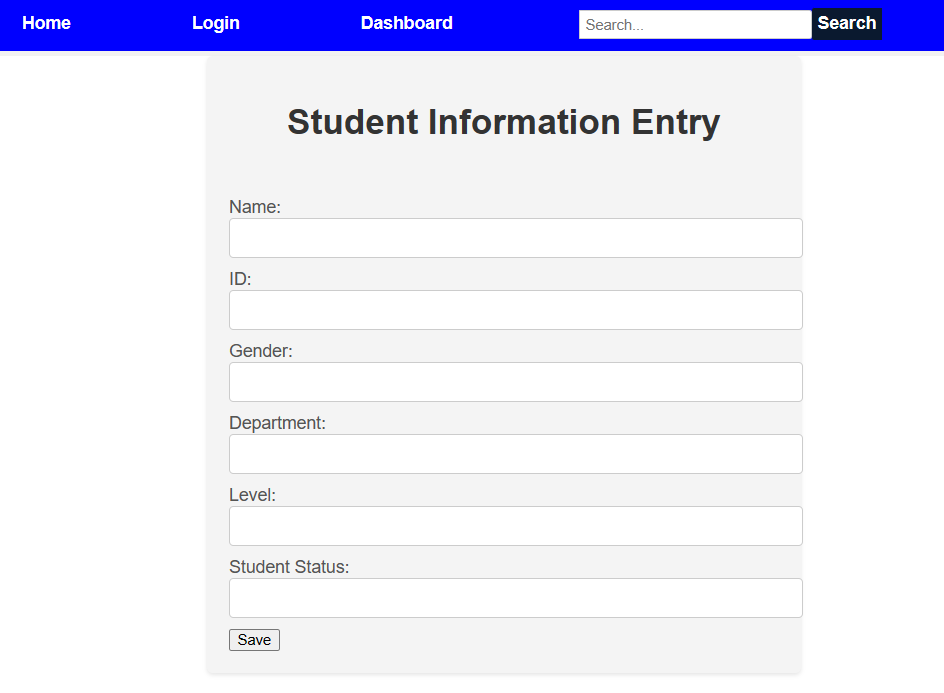 Home Login Dashboard Search... Search
Student Information Entry
Name:
ID:
Gender:
Department:
Level:
Student Status:
Save